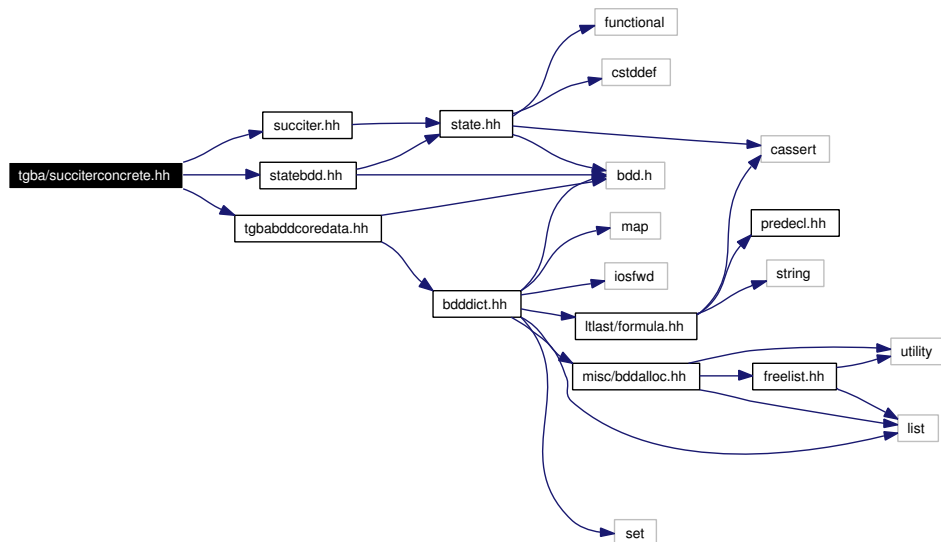 functional
cstddef
succiter.hh
state.hh
cassert
tgba/succiterconcrete.hh
statebdd.hh
bdd.h
tgbabddcoredata.hh
map
predecl.hh
iosfwd
string
bdddict.hh
ltlast/formula.hh
utility
misc/bddalloc.hh
freelist.hh
list
set